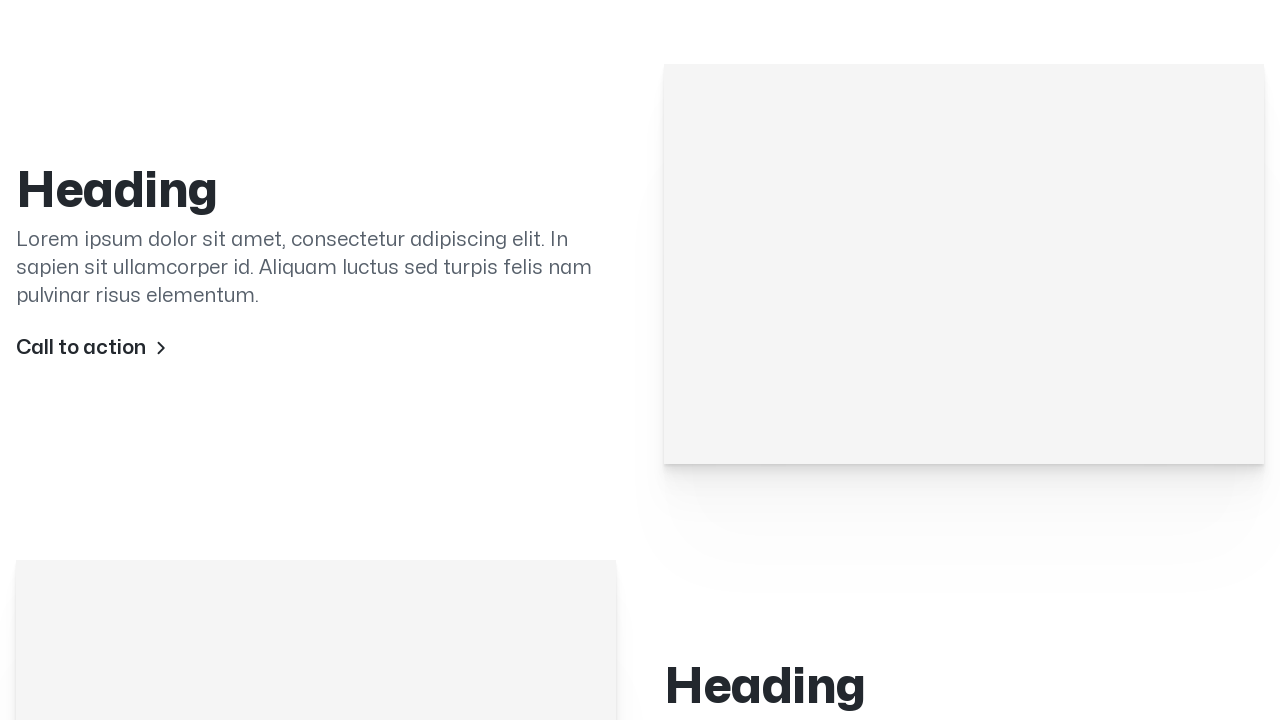 Heading
Lorem ipsum dolor sit amet, consectetur adipiscing elit. In
sapien sit ullamcorper id. Aliquam luctus sed turpis felis nam
pulvinar risus elementum.
Call to action
Heading